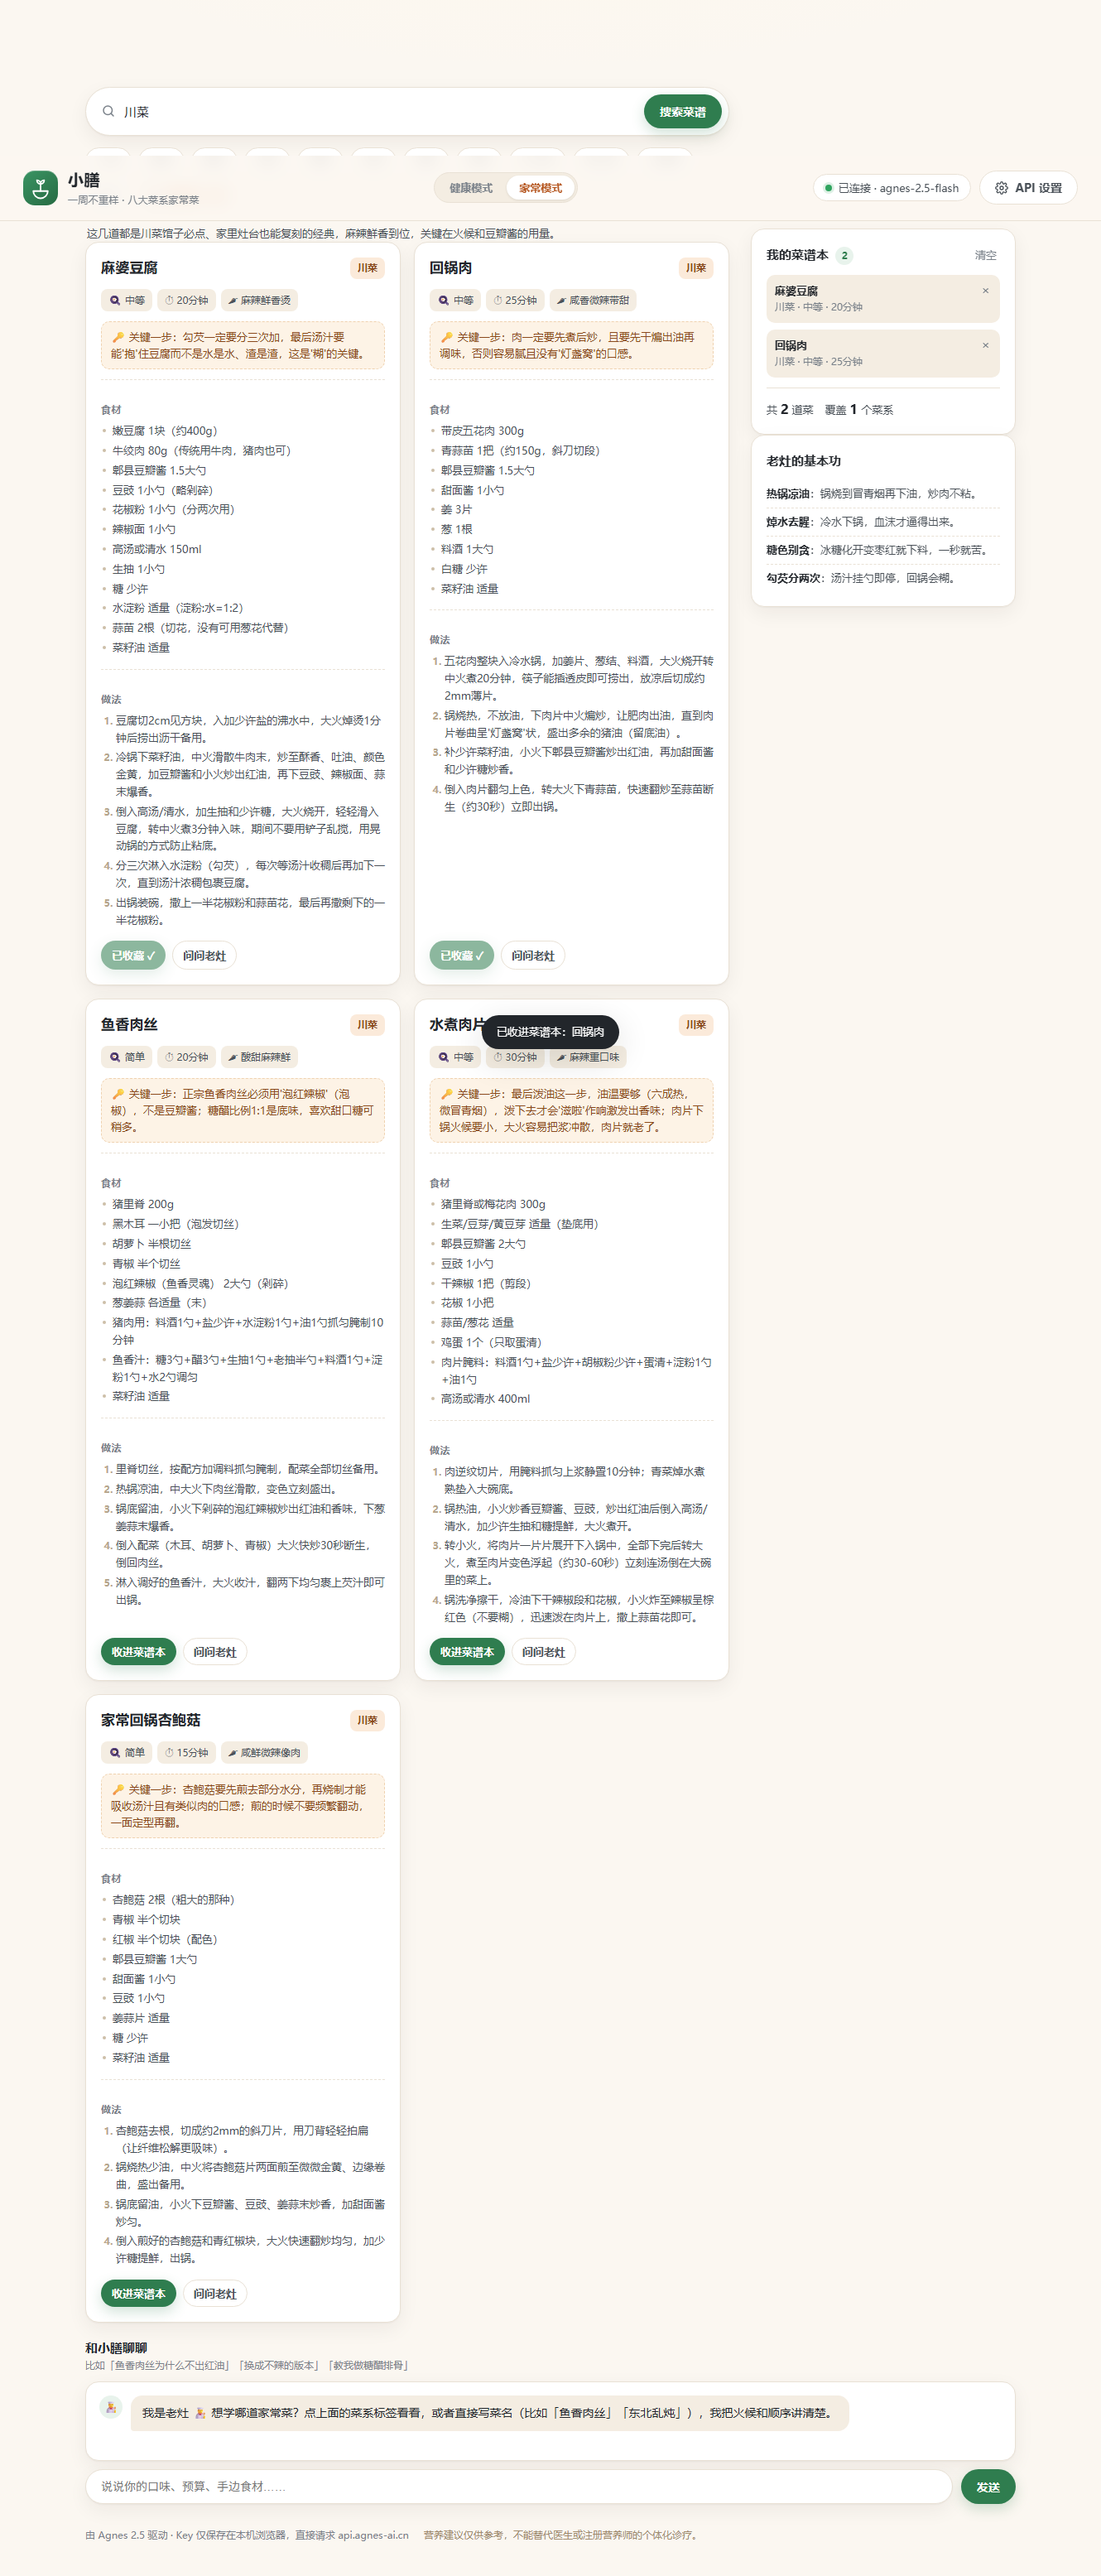 川菜
搜索菜谱
小膳
一周不重样 · 八大菜系家常菜
健康模式
家常模式
已连接 · agnes-2.5-flash
API 设置
这几道都是川菜馆子必点、家里灶台也能复刻的经典，麻辣鲜香到位，关键在火候和豆瓣酱的用量。
麻婆豆腐
川菜
中等
20分钟
麻辣鲜香烫
关键一步：勾芡一定要分三次加，最后汤汁要
能'抱'住豆腐而不是水是水、渣是渣，这是'糊'的关键。
食材
嫩豆腐 1块（约400g）
牛绞肉 80g（传统用牛肉，猪肉也可）
郫县豆瓣酱 1.5大勺
豆豉 1小勺（略剁碎）
花椒粉 1小勺（分两次用）
辣椒面 1小勺
高汤或清水 150ml
生抽 1小勺
糖 少许
水淀粉 适量（淀粉:水=1:2）
蒜苗 2根（切花，没有可用葱花代替）
菜籽油 适量
做法
1. 豆腐切2cm见方块，入加少许盐的沸水中，大火焯烫1分
钟后捞出沥干备用。
2. 冷锅下菜籽油，中火滑散牛肉末，炒至酥香、吐油、颜色
金黄，加豆瓣酱和小火炒出红油，再下豆豉、辣椒面、蒜
末爆香。
3. 倒入高汤/清水，加生抽和少许糖，大火烧开，轻轻滑入
豆腐，转中火煮3分钟入味，期间不要用铲子乱搅，用晃
动锅的方式防止粘底。
4. 分三次淋入水淀粉（勾芡），每次等汤汁收稠后再加下一
次，直到汤汁浓稠包裹豆腐。
5. 出锅装碗，撒上一半花椒粉和蒜苗花，最后再撒剩下的一
半花椒粉。
已收藏 ✓
问问老灶
回锅肉
川菜
中等
25分钟
咸香微辣带甜
关键一步：肉一定要先煮后炒，且要先干煸出油再
调味，否则容易腻且没有'灯盏窝'的口感。
食材
带皮五花肉 300g
青蒜苗 1把（约150g，斜刀切段）
郫县豆瓣酱 1.5大勺
甜面酱 1小勺
姜 3片
葱 1根
料酒 1大勺
白糖 少许
菜籽油 适量
做法
1. 五花肉整块入冷水锅，加姜片、葱结、料酒，大火烧开转
中火煮20分钟，筷子能插透皮即可捞出，放凉后切成约
2mm薄片。
2. 锅烧热，不放油，下肉片中火煸炒，让肥肉出油，直到肉
片卷曲呈'灯盏窝'状，盛出多余的猪油（留底油）。
3. 补少许菜籽油，小火下郫县豆瓣酱炒出红油，再加甜面酱
和少许糖炒香。
4. 倒入肉片翻匀上色，转大火下青蒜苗，快速翻炒至蒜苗断
生（约30秒）立即出锅。
已收藏 ✓
问问老灶
我的菜谱本 2
清空
麻婆豆腐 ×
川菜 · 中等 · 20分钟
回锅肉 ×
川菜 · 中等 · 25分钟
共 2 道菜 覆盖 1 个菜系
老灶的基本功
热锅凉油：锅烧到冒青烟再下油，炒肉不粘。
焯水去腥：冷水下锅，血沫才逼得出来。
糖色别贪：冰糖化开变枣红就下料，一秒就苦。
勾芡分两次：汤汁挂勺即停，回锅会糊。
鱼香肉丝
川菜
简单
20分钟
酸甜麻辣鲜
关键一步：正宗鱼香肉丝必须用'泡红辣椒'（泡
椒），不是豆瓣酱；糖醋比例1:1是底味，喜欢甜口糖可
稍多。
食材
猪里脊 200g
黑木耳 一小把（泡发切丝）
胡萝卜 半根切丝
青椒 半个切丝
泡红辣椒（鱼香灵魂） 2大勺（剁碎）
葱姜蒜 各适量（末）
猪肉用：料酒1勺+盐少许+水淀粉1勺+油1勺抓匀腌制10
分钟
鱼香汁：糖3勺+醋3勺+生抽1勺+老抽半勺+料酒1勺+淀
粉1勺+水2勺调匀
菜籽油 适量
做法
1. 里脊切丝，按配方加调料抓匀腌制，配菜全部切丝备用。
2. 热锅凉油，中大火下肉丝滑散，变色立刻盛出。
3. 锅底留油，小火下剁碎的泡红辣椒炒出红油和香味，下葱
姜蒜末爆香。
4. 倒入配菜（木耳、胡萝卜、青椒）大火快炒30秒断生，
倒回肉丝。
5. 淋入调好的鱼香汁，大火收汁，翻两下均匀裹上芡汁即可
出锅。
收进菜谱本
问问老灶
水煮肉片
已收进菜谱本：回锅肉
川菜
中等
30分钟
麻辣重口味
关键一步：最后泼油这一步，油温要够（六成热，
微冒青烟），泼下去才会'滋啦'作响激发出香味；肉片下
锅火候要小，大火容易把浆冲散，肉片就老了。
食材
猪里脊或梅花肉 300g
生菜/豆芽/黄豆芽 适量（垫底用）
郫县豆瓣酱 2大勺
豆豉 1小勺
干辣椒 1把（剪段）
花椒 1小把
蒜苗/葱花 适量
鸡蛋 1个（只取蛋清）
肉片腌料：料酒1勺+盐少许+胡椒粉少许+蛋清+淀粉1勺
+油1勺
高汤或清水 400ml
做法
1. 肉逆纹切片，用腌料抓匀上浆静置10分钟；青菜焯水煮
熟垫入大碗底。
2. 锅热油，小火炒香豆瓣酱、豆豉，炒出红油后倒入高汤/
清水，加少许生抽和糖提鲜，大火煮开。
3. 转小火，将肉片一片片展开下入锅中，全部下完后转大
火，煮至肉片变色浮起（约30-60秒）立刻连汤倒在大碗
里的菜上。
4. 锅洗净擦干，冷油下干辣椒段和花椒，小火炸至辣椒呈棕
红色（不要糊），迅速泼在肉片上，撒上蒜苗花即可。
收进菜谱本
问问老灶
家常回锅杏鲍菇
川菜
简单
15分钟
咸鲜微辣像肉
关键一步：杏鲍菇要先煎去部分水分，再烧制才能
吸收汤汁且有类似肉的口感；煎的时候不要频繁翻动，
一面定型再翻。
食材
杏鲍菇 2根（粗大的那种）
青椒 半个切块
红椒 半个切块（配色）
郫县豆瓣酱 1大勺
甜面酱 1小勺
豆豉 1小勺
姜蒜片 适量
糖 少许
菜籽油 适量
做法
1. 杏鲍菇去根，切成约2mm的斜刀片，用刀背轻轻拍扁
（让纤维松解更吸味）。
2. 锅烧热少油，中火将杏鲍菇片两面煎至微微金黄、边缘卷
曲，盛出备用。
3. 锅底留油，小火下豆瓣酱、豆豉、姜蒜末炒香，加甜面酱
炒匀。
4. 倒入煎好的杏鲍菇和青红椒块，大火快速翻炒均匀，加少
许糖提鲜，出锅。
收进菜谱本
问问老灶
和小膳聊聊
比如「鱼香肉丝为什么不出红油」「换成不辣的版本」「教我做糖醋排骨」
我是老灶 想学哪道家常菜？点上面的菜系标签看看，或者直接写菜名（比如「鱼香肉丝」「东北乱炖」），我把火候和顺序讲清楚。
说说你的口味、预算、手边食材……
发送
由 Agnes 2.5 驱动 · Key 仅保存在本机浏览器，直接请求 api.agnes-ai.cn 营养建议仅供参考，不能替代医生或注册营养师的个体化诊疗。